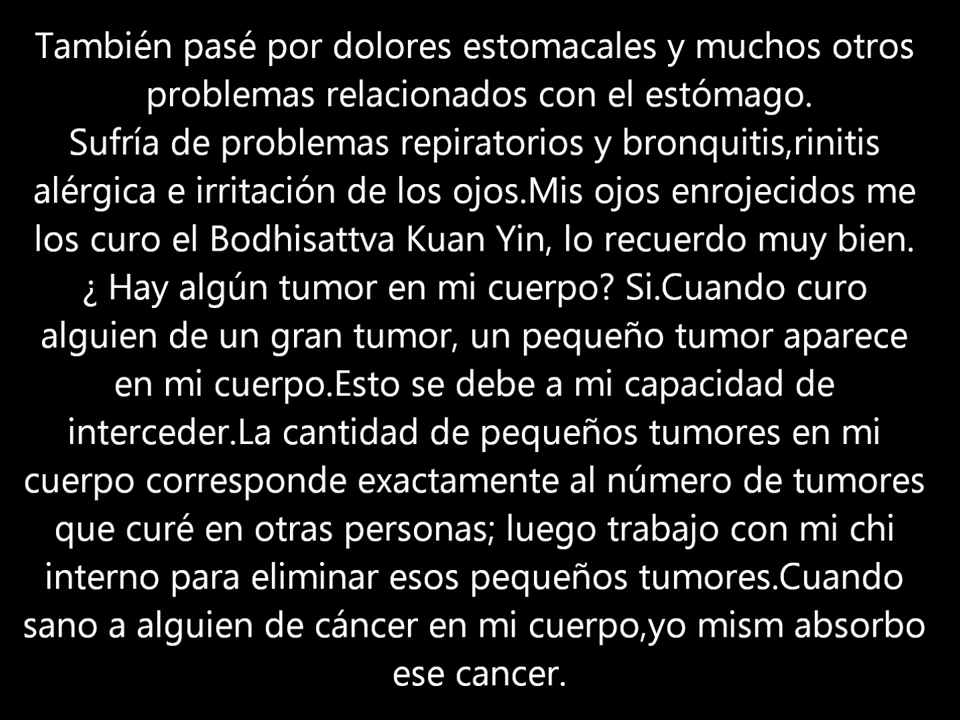 También pasé por dolores estomacales y muchos otros
problemas relacionados con el estómago.
Sufría de problemas repiratorios y bronquitis,rinitis
alérgica e irritación de los ojos.Mis ojos enrojecidos me
los curo el Bodhisattva Kuan Yin, lo recuerdo muy bien.
¿ Hay algún tumor en mi cuerpo? Si.Cuando curo
alguien de un gran tumor, un pequeño tumor aparece
en mi cuerpo.Esto se debe a mi capacidad de
interceder.La cantidad de pequeños tumores en mi
cuerpo corresponde exactamente al número de tumores
que curé en otras personas; luego trabajo con mi chi
interno para eliminar esos pequeños tumores.Cuando
sano a alguien de cáncer en mi cuerpo,yo mism absorbo
ese cancer.